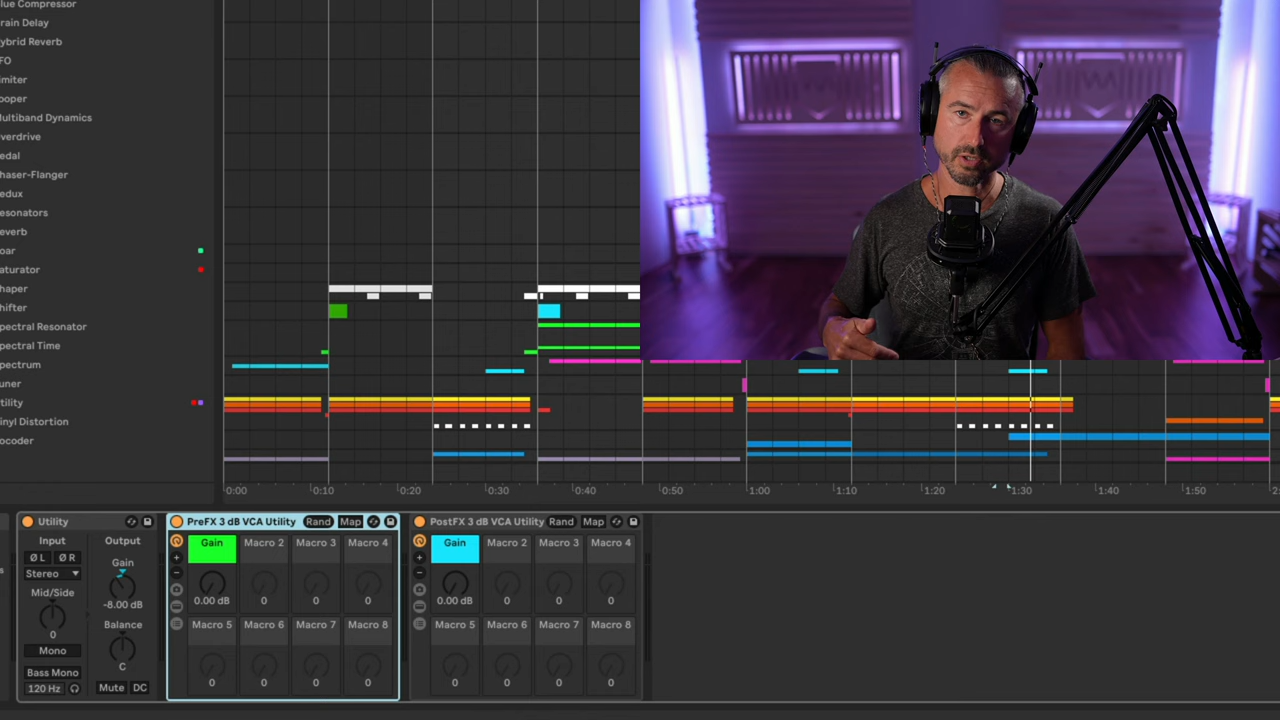 lue Compressor
rain Delay
ybrid Reverb
FO
imiter
ooper
ultiband Dynamics
verdrive
edal
haser-Flanger
edux
esonators
everb
oar
aturator
haper
hifter
pectral Resonator
pectral Time
pectrum
uner
tility
inyl Distortion
ocoder
0:00 0:10 0:20 0:30 0:40 0:50 1:00 1:10 1:20 1:30 1:40 1:50 2:
Utility
Input Output
Ø L Ø R Gain
Stereo
Mid/Side -8.00 dB
Balance
0
Mono
Bass Mono C
120 Hz Mute DC
PreFX 3 dB VCA Utility Rand Map
Gain Macro 2 Macro 3 Macro 4
0.00 dB 0 0 0
Macro 5 Macro 6 Macro 7 Macro 8
0 0 0 0
PostFX 3 dB VCA Utility Rand Map
Gain Macro 2 Macro 3 Macro 4
0.00 dB 0 0 0
Macro 5 Macro 6 Macro 7 Macro 8
0 0 0 0